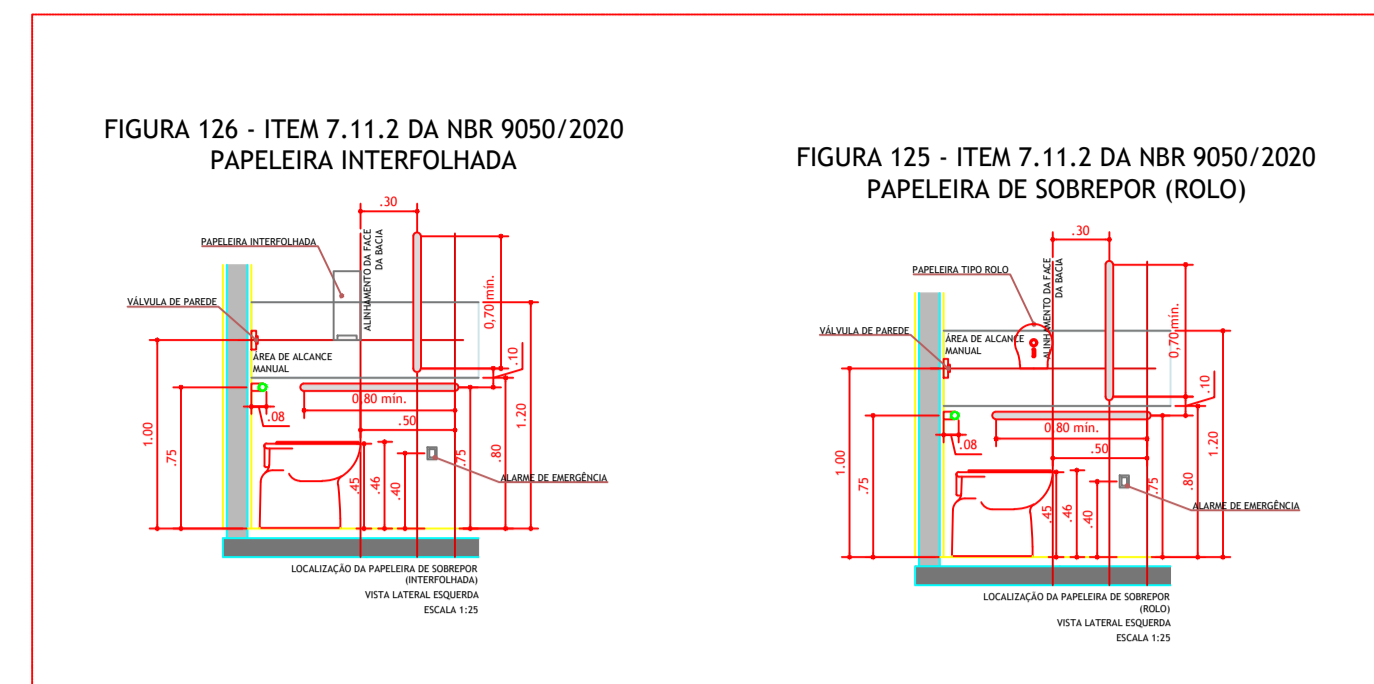 FIGURA 126 - ITEM 7.11.2 DA NBR 9050/2020
PAPELEIRA INTERFOLHADA
.30
PAPELEIRA INTERFOLHADA
ALINHAMENTO DA FACE
DA BACIA
VÁLVULA DE PAREDE
0,70 mín.
ÁREA DE ALCANCE
MANUAL
.10
0,80 mín.
.08
.50
1.20
1.00
.75
.45
.46
.40
.75
.80
ALARME DE EMERGÊNCIA
LOCALIZAÇÃO DA PAPELEIRA DE SOBREPOR
(INTERFOLHADA)
VISTA LATERAL ESQUERDA
ESCALA 1:25
FIGURA 125 - ITEM 7.11.2 DA NBR 9050/2020
PAPELEIRA DE SOBREPOR (ROLO)
.30
PAPELEIRA TIPO ROLO
ALINHAMENTO DA FACE
DA BACIA
VÁLVULA DE PAREDE
0,70 mín.
ÁREA DE ALCANCE
MANUAL
.10
0,80 mín.
.08
.50
1.20
1.00
.75
.45
.46
.40
.75
.80
ALARME DE EMERGÊNCIA
LOCALIZAÇÃO DA PAPELEIRA DE SOBREPOR
(ROLO)
VISTA LATERAL ESQUERDA
ESCALA 1:25